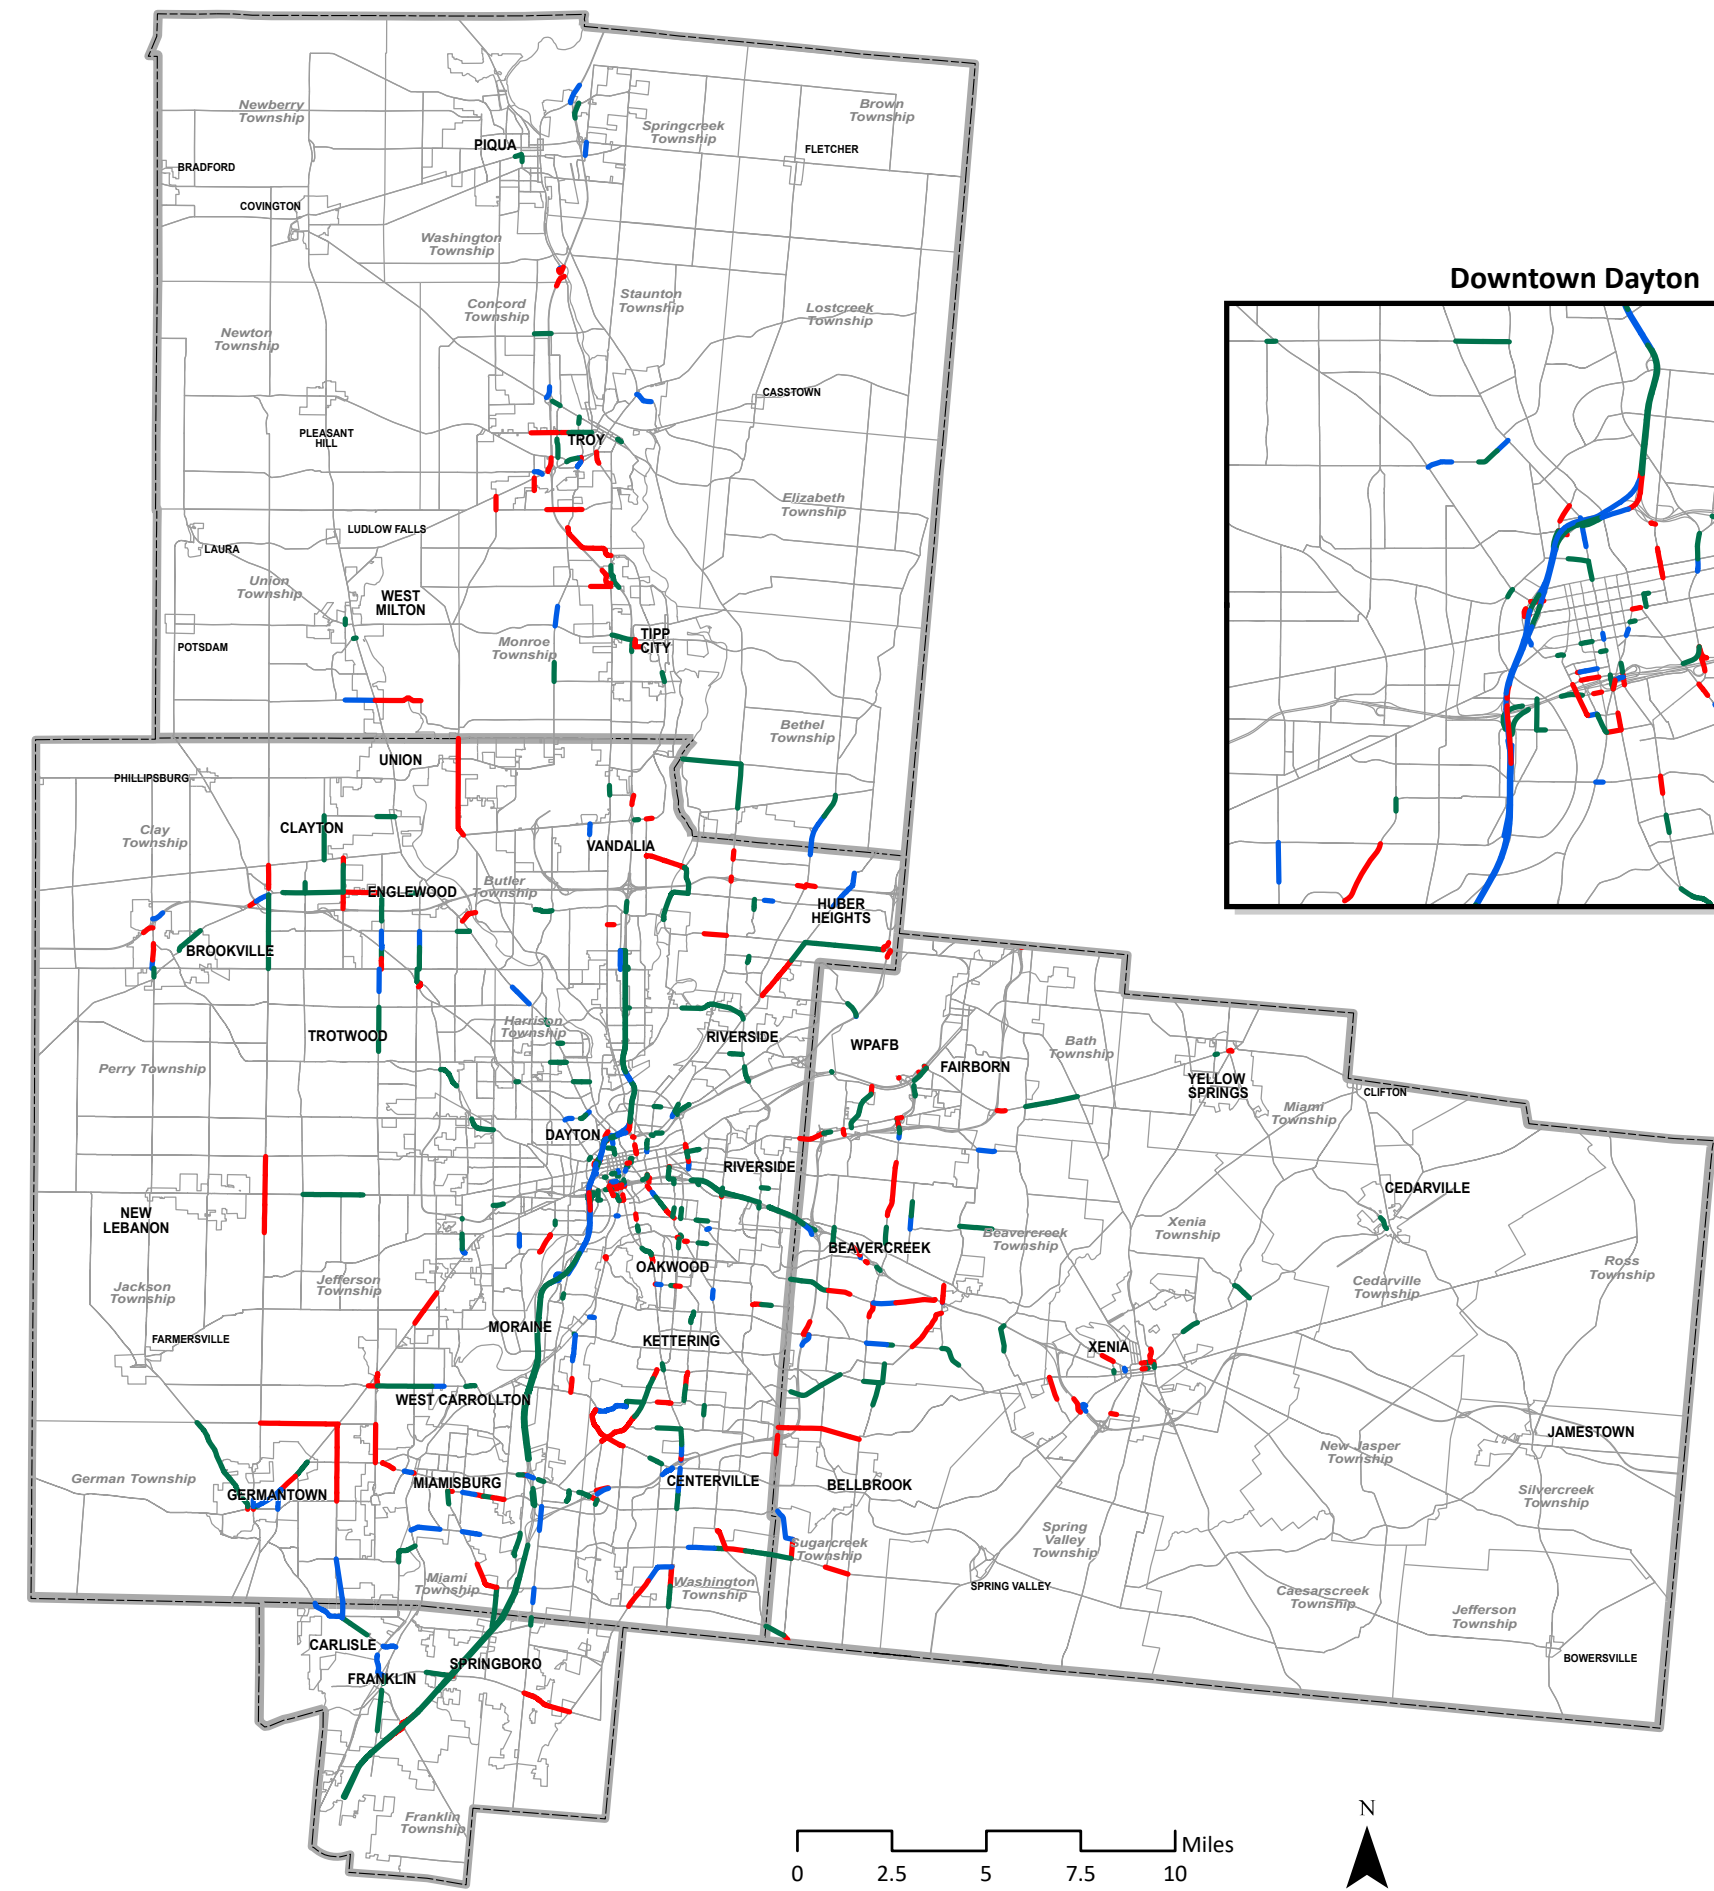 Newberry
Township
Brown
Township
Springcreek
Township
PIQUA
FLETCHER
BRADFORD
COVINGTON
Washington
Township
Downtown Dayton
Concord
Township
Staunton
Township
Lostcreek
Township
Newton
Township
CASSTOWN
PLEASANT
HILL
TROY
Elizabeth
Township
LUDLOW FALLS
LAURA
Union
Township
WEST
MILTON
POTSDAM
Monroe
Township
TIPP
CITY
Bethel
Township
UNION
PHILLIPSBURG
Clay
Township
CLAYTON
VANDALIA
ENGLEWOOD
Butler
Township
HUBER
HEIGHTS
BROOKVILLE
Harrison
Township
TROTWOOD
RIVERSIDE
WPAFB
FAIRBORN
Bath
Township
Perry Township
YELLOW
SPRINGS
CLIFTON
Miami
Township
DAYTON
RIVERSIDE
CEDARVILLE
NEW
LEBANON
BEAVERCREEK
Beavercreek
Township
Xenia
Township
Ross
Township
OAKWOOD
Jackson
Township
Jefferson
Township
Cedarville
Township
MORAINE
KETTERING
FARMERSVILLE
XENIA
WEST CARROLLTON
JAMESTOWN
New Jasper
Township
German Township
GERMANTOWN
MIAMISBURG
CENTERVILLE
BELLBROOK
Silvercreek
Township
Spring
Valley
Township
Sugarcreek
Township
Miami
Township
Washington
Township
SPRING VALLEY
Caesarscreek
Township
Jefferson
Township
CARLISLE
FRANKLIN
SPRINGBORO
BOWERSVILLE
Franklin
Township
N
Miles
0 2.5 5 7.5 10